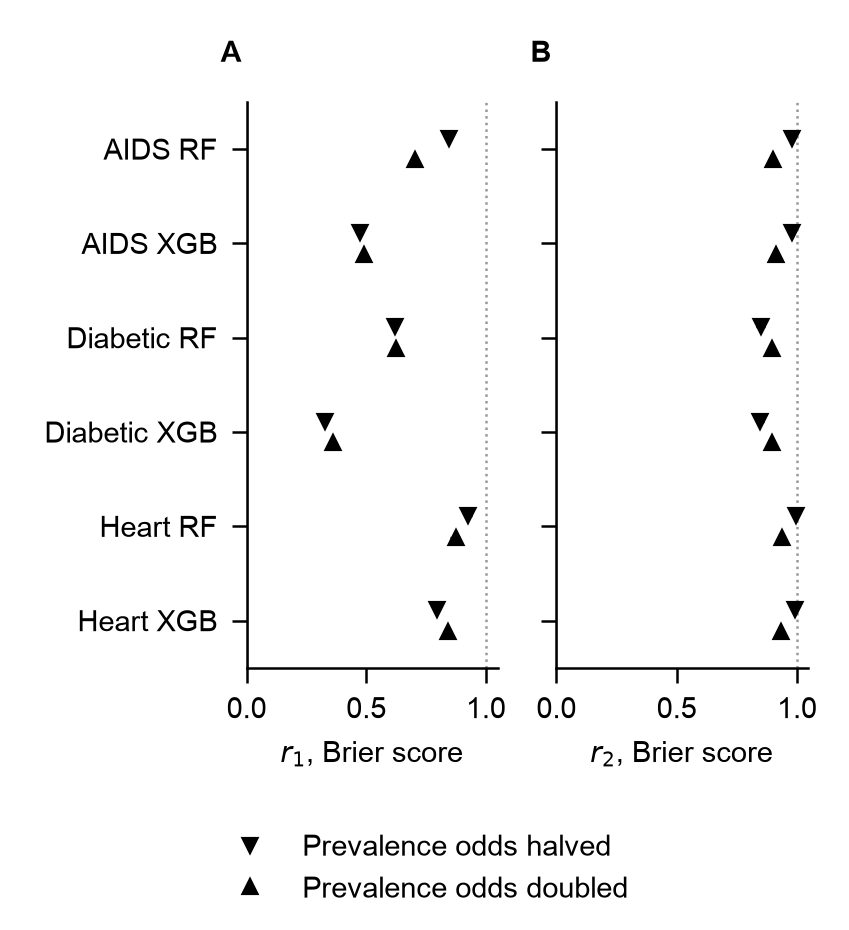 A
B
AIDS RF
AIDS XGB
Diabetic RF
Diabetic XGB
Heart RF
Heart XGB
0.0 0.5 1.0 0.0 0.5 1.0
r₁, Brier score r₂, Brier score
Prevalence odds halved
Prevalence odds doubled